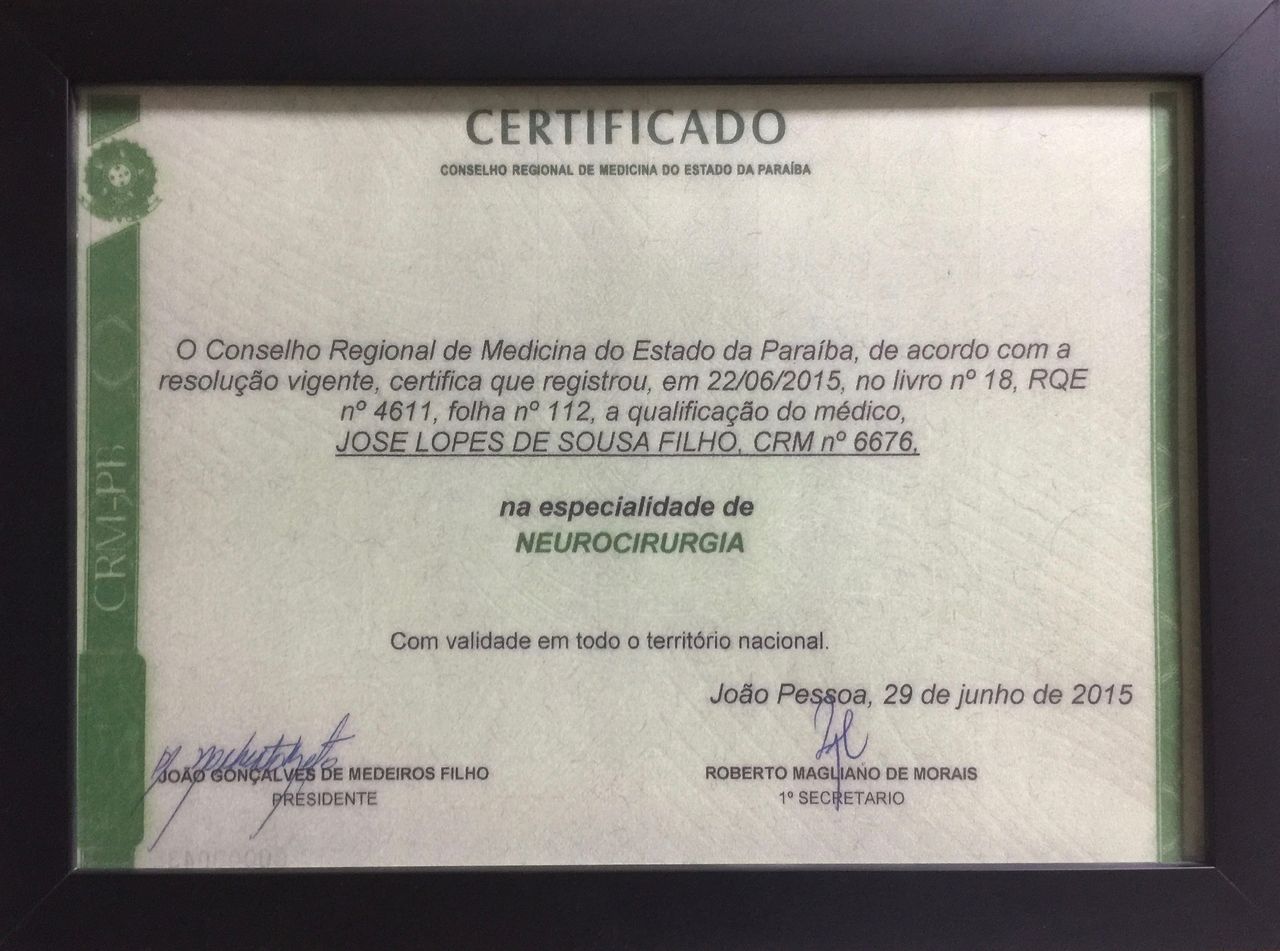 CERTIFICADO
CONSELHO REGIONAL DE MEDICINA DO ESTADO DA PARAÍBA
CRM-PB
O Conselho Regional de Medicina do Estado da Paraíba, de acordo com a
resolução vigente, certifica que registrou, em 22/06/2015, no livro nº 18, RQE
nº 4611, folha nº 112, a qualificação do médico,
JOSE LOPES DE SOUSA FILHO, CRM nº 6676,
na especialidade de
NEUROCIRURGIA
Com validade em todo o território nacional.
João Pessoa, 29 de junho de 2015
JOÃO GONÇALVES DE MEDEIROS FILHO
PRESIDENTE
ROBERTO MAGLIANO DE MORAIS
1º SECRETARIO